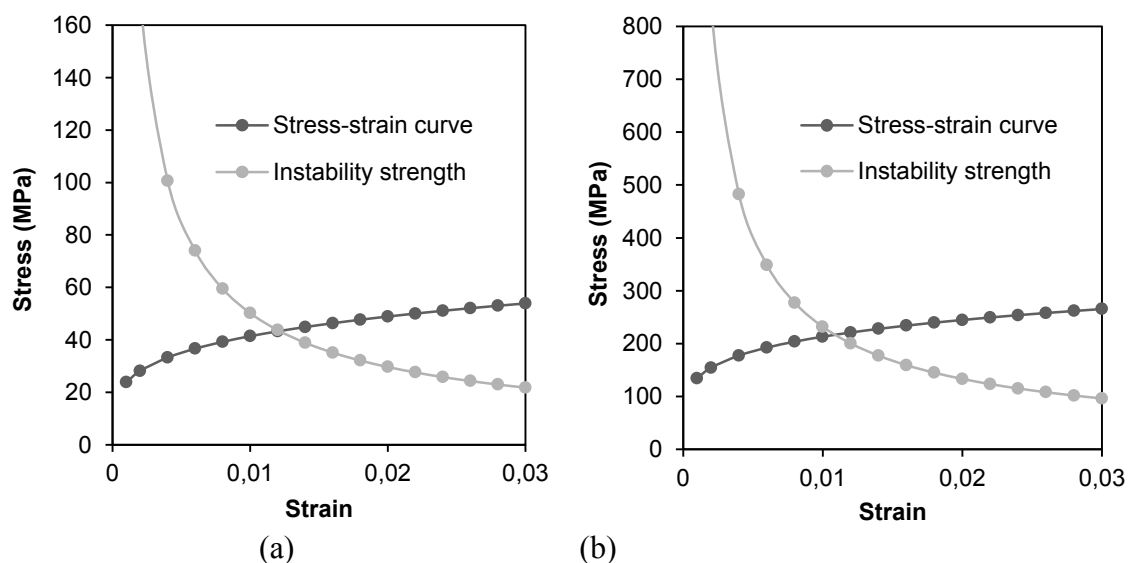 160
140
120
100
80
60
40
20
0
Stress (MPa)
Stress-strain curve
Instability strength
0 0,01 0,02 0,03
Strain
(a)
800
700
600
500
400
300
200
100
0
Stress (MPa)
Stress-strain curve
Instability strength
0 0,01 0,02 0,03
Strain
(b)